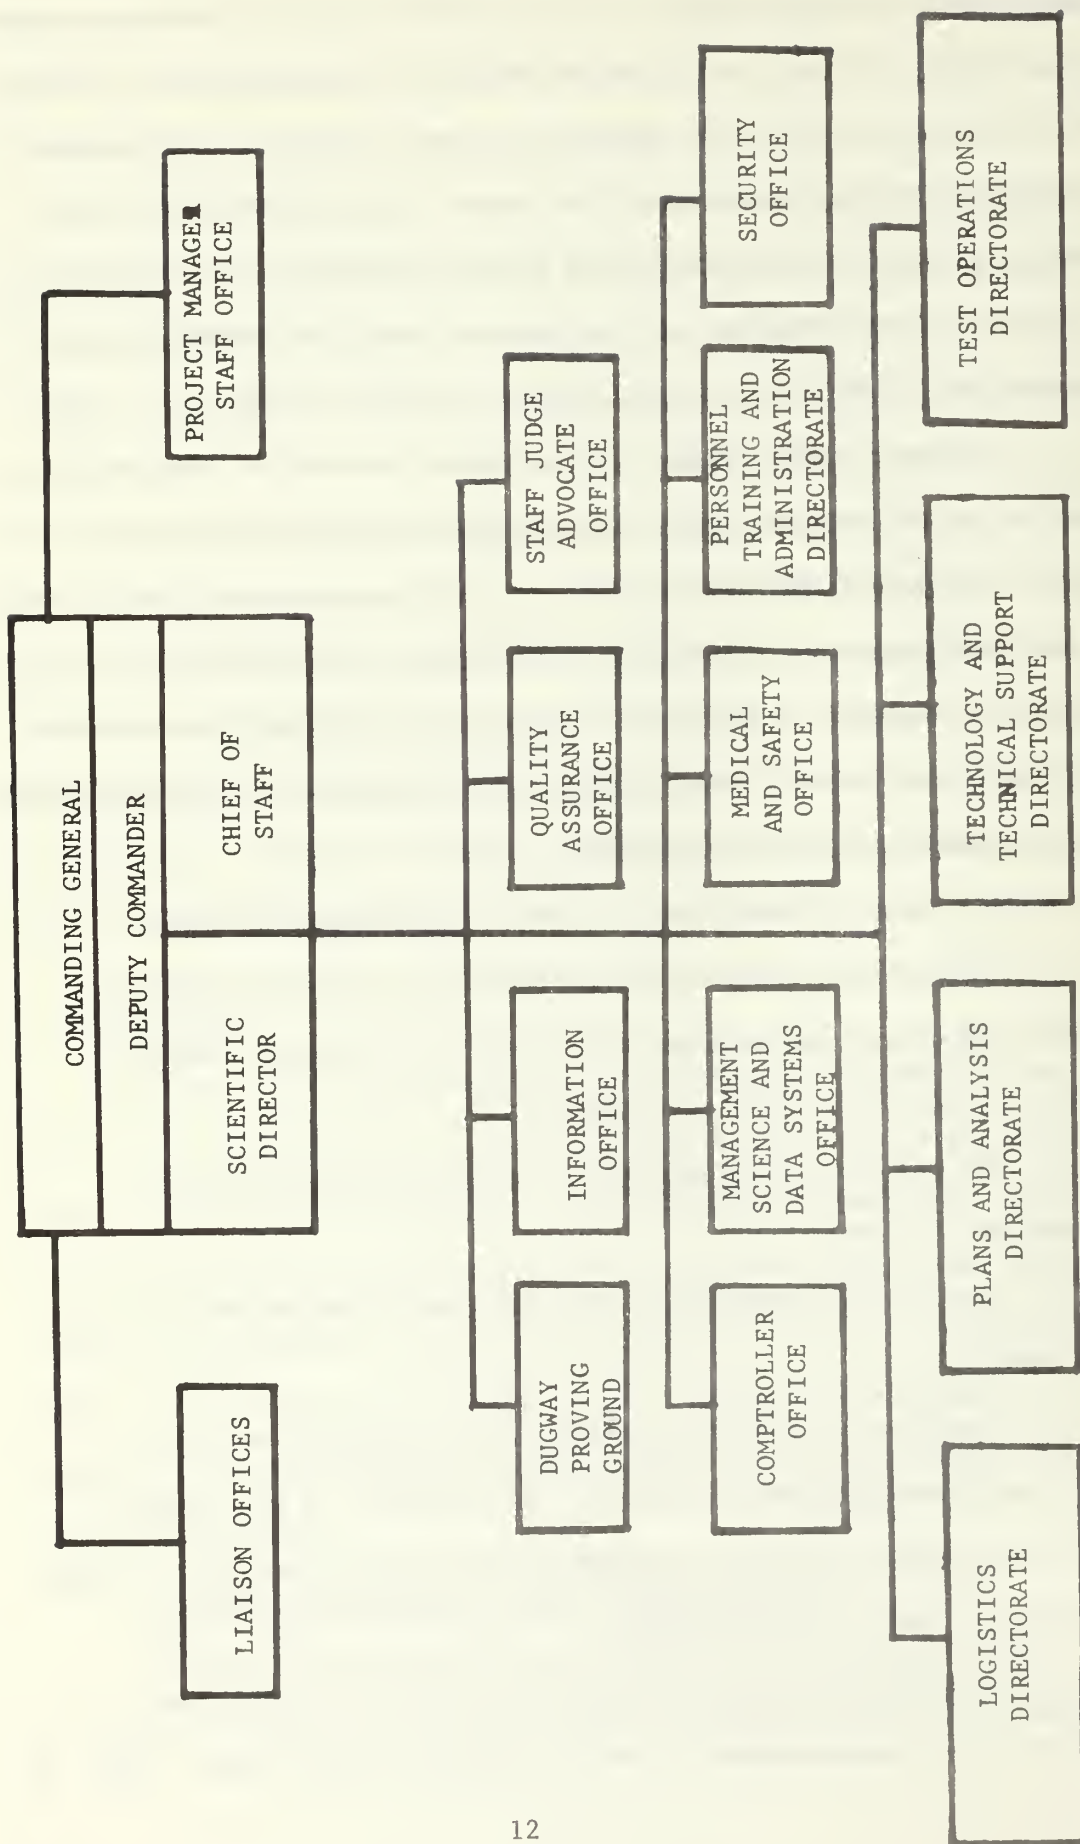 COMMANDING GENERAL
DEPUTY COMMANDER
SCIENTIFIC
DIRECTOR
CHIEF OF
STAFF
LIAISON OFFICES
PROJECT MANAGER
STAFF OFFICE
DUGWAY
PROVING
GROUND
INFORMATION
OFFICE
QUALITY
ASSURANCE
OFFICE
STAFF JUDGE
ADVOCATE
OFFICE
COMPTROLLER
OFFICE
MANAGEMENT
SCIENCE AND
DATA SYSTEMS
OFFICE
MEDICAL
AND SAFETY
OFFICE
PERSONNEL
TRAINING AND
ADMINISTRATION
DIRECTORATE
SECURITY
OFFICE
LOGISTICS
DIRECTORATE
PLANS AND ANALYSIS
DIRECTORATE
TECHNOLOGY AND
TECHNICAL SUPPORT
DIRECTORATE
TEST OPERATIONS
DIRECTORATE
12